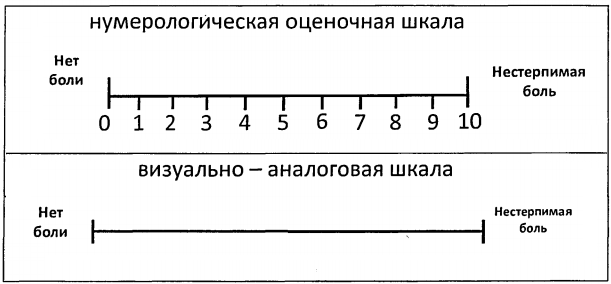 нумерологическая оценочная шкала
Нет
боли
Нестерпимая
боль
0 1 2 3 4 5 6 7 8 9 10
визуально – аналоговая шкала
Нет
боли
Нестерпимая
боль